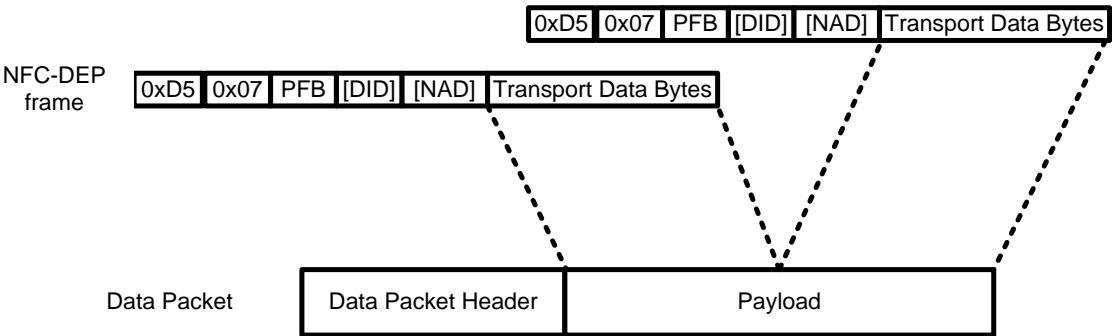 0xD5 0x07 PFB [DID] [NAD] Transport Data Bytes
NFC-DEP
frame
0xD5 0x07 PFB [DID] [NAD] Transport Data Bytes
Data Packet Data Packet Header Payload